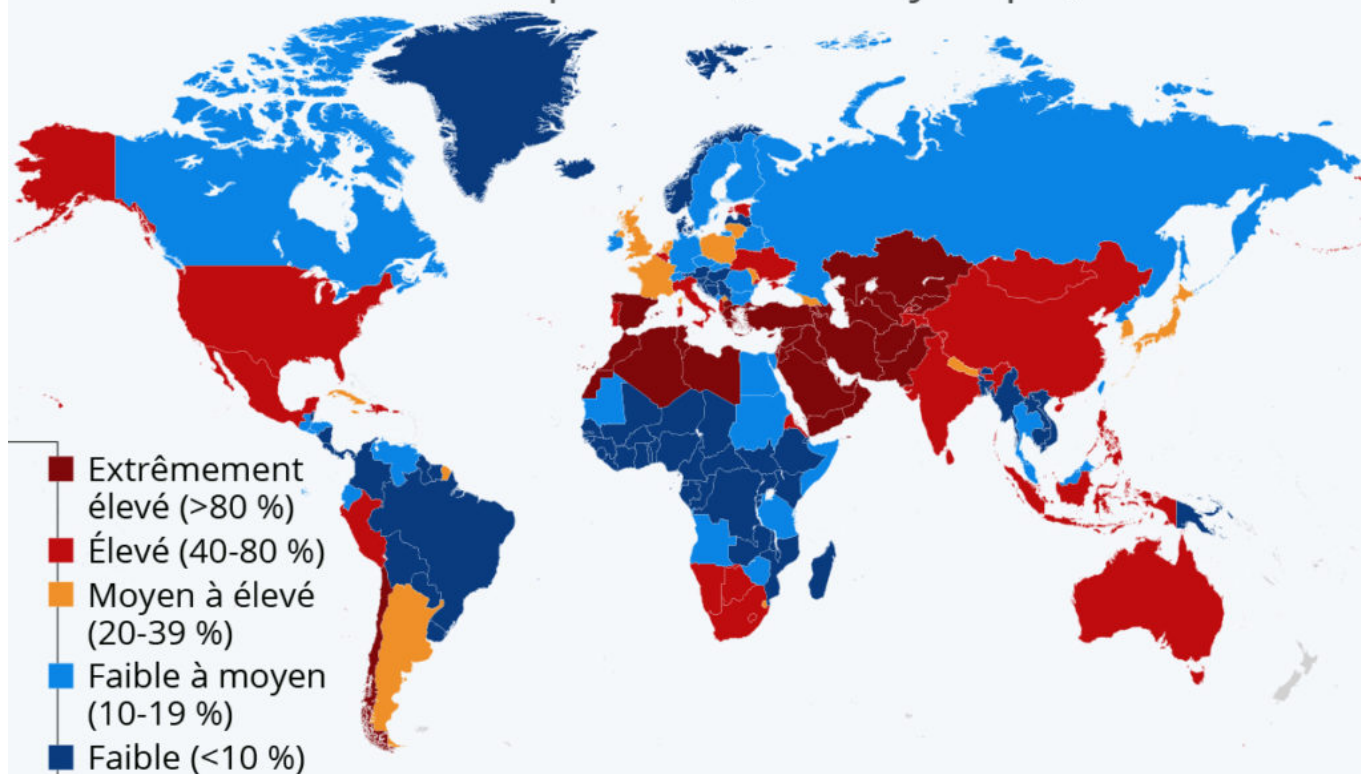 Extrêmement
élevé (>80 %)
Élevé (40-80 %)
Moyen à élevé
(20-39 %)
Faible à moyen
(10-19 %)
Faible (<10 %)